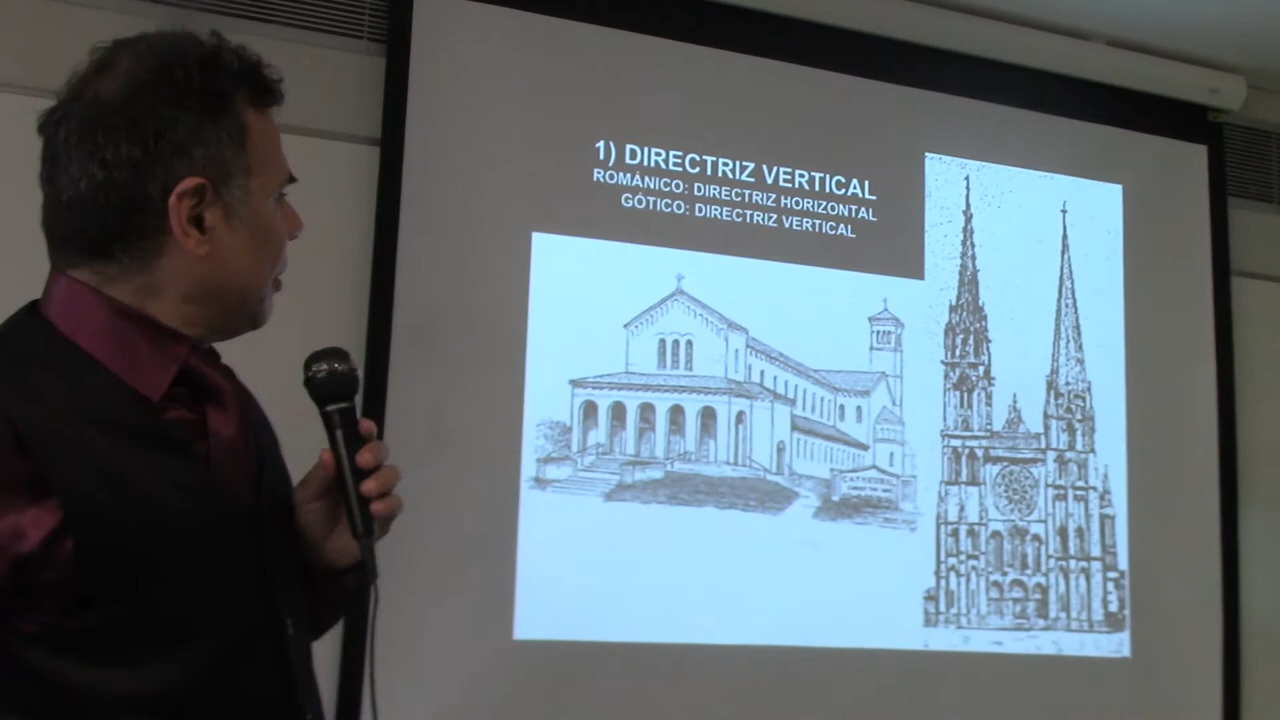 1) DIRECTRIZ VERTICAL
ROMÁNICO: DIRECTRIZ HORIZONTAL
GÓTICO: DIRECTRIZ VERTICAL
CATHEDRAL